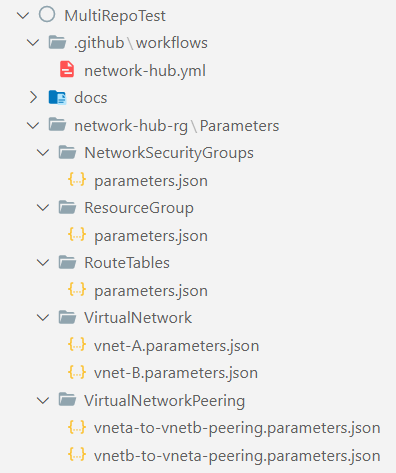 MultiRepoTest
.github\workflows
network-hub.yml
docs
network-hub-rg\Parameters
NetworkSecurityGroups
{...} parameters.json
ResourceGroup
{...} parameters.json
RouteTables
{...} parameters.json
VirtualNetwork
{...} vnet-A.parameters.json
{...} vnet-B.parameters.json
VirtualNetworkPeering
{...} vneta-to-vnetb-peering.parameters.json
{...} vnetb-to-vneta-peering.parameters.json